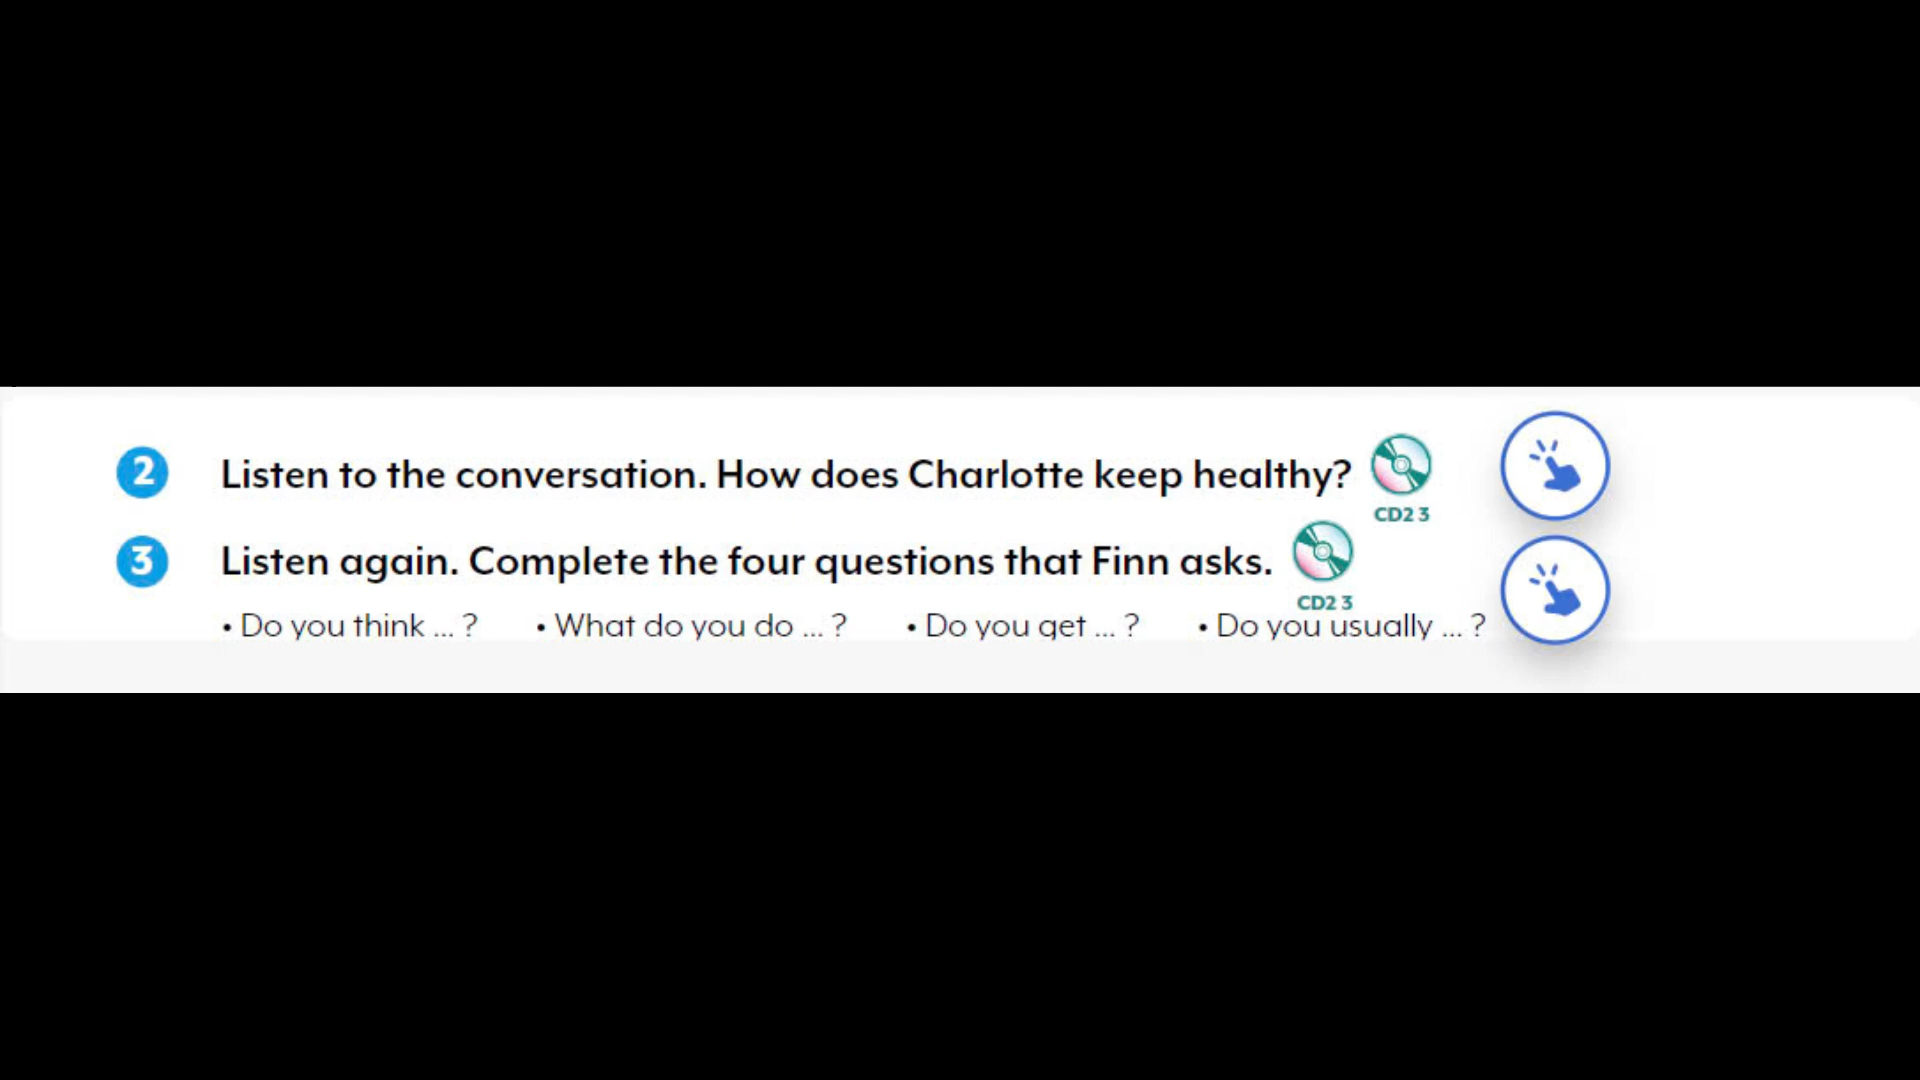 2 Listen to the conversation. How does Charlotte keep healthy?
CD2 3
3 Listen again. Complete the four questions that Finn asks.
CD2 3
• Do you think ... ? • What do you do ... ? • Do you get ... ? • Do you usually ... ?